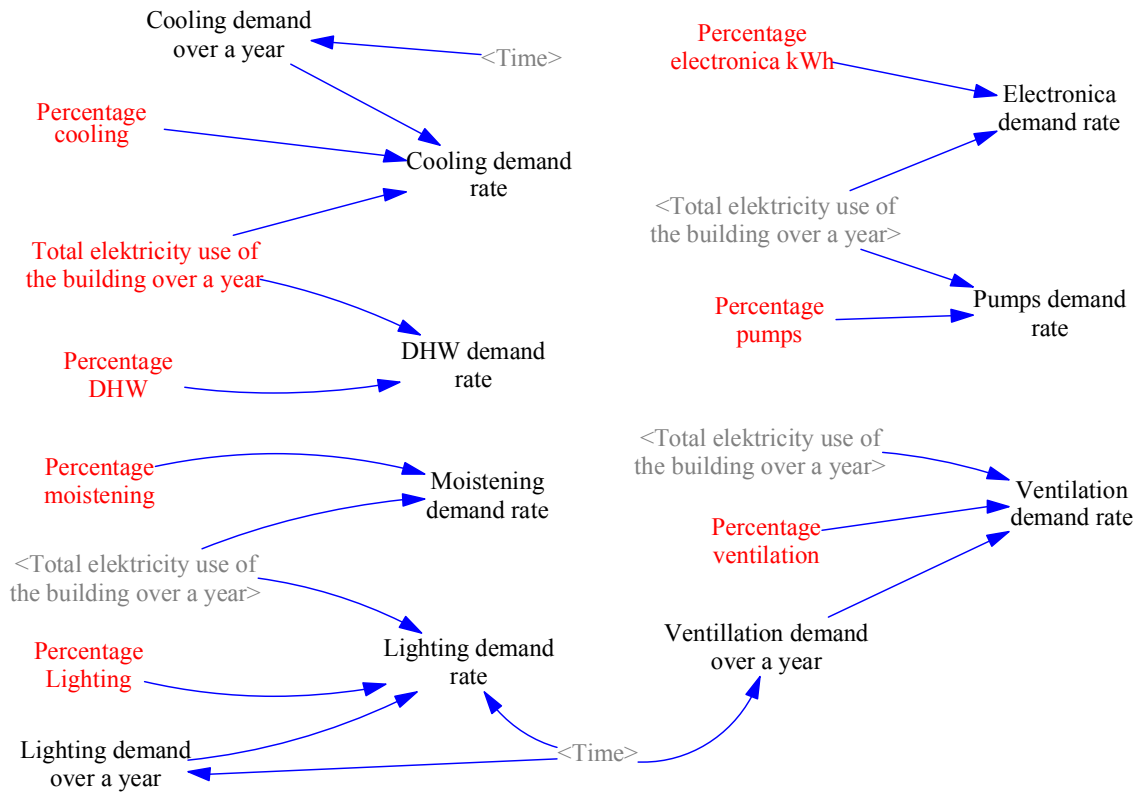 Cooling demand
over a year
<Time>
Percentage
cooling
Cooling demand
rate
Total elektricity use of
the building over a year
DHW demand
rate
Percentage
DHW
Percentage
electronica kWh
Electronica
demand rate
<Total elektricity use of
the building over a year>
Percentage
pumps
Pumps demand
rate
Percentage
moistening
Moistening
demand rate
<Total elektricity use of
the building over a year>
Percentage
Lighting
Lighting demand
rate
Lighting demand
over a year
<Time>
<Total elektricity use of
the building over a year>
Percentage
ventilation
Ventilation
demand rate
Ventillation demand
over a year